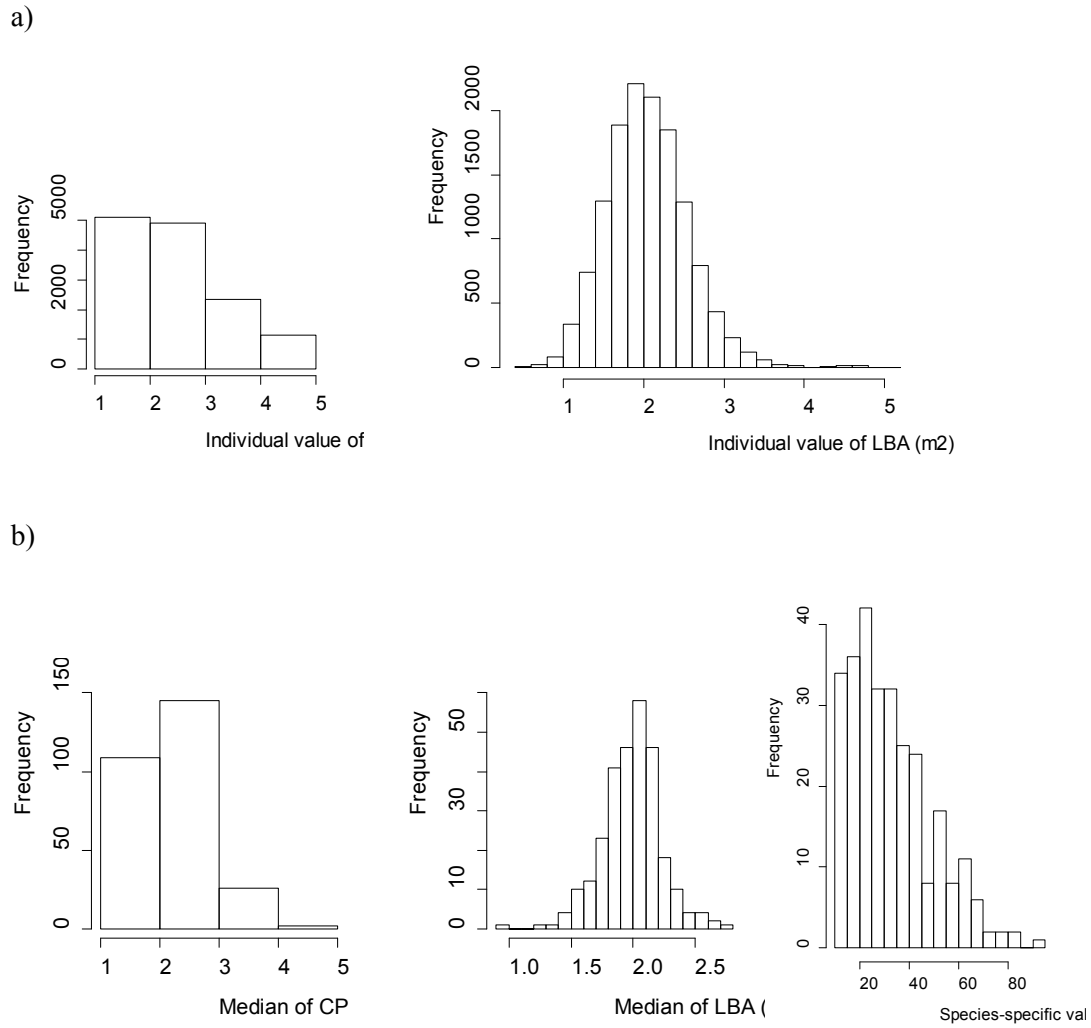 a)
Frequency
0
2000
5000
1 2 3 4 5
Individual value of
Frequency
0
500
1000
1500
2000
1 2 3 4 5
Individual value of LBA (m2)
b)
Frequency
0
50
100
150
1 2 3 4 5
Median of CP
Frequency
0
10
30
50
1.0 1.5 2.0 2.5
Median of LBA (
Frequency
0
10
20
30
40
20 40 60 80
Species-specific val